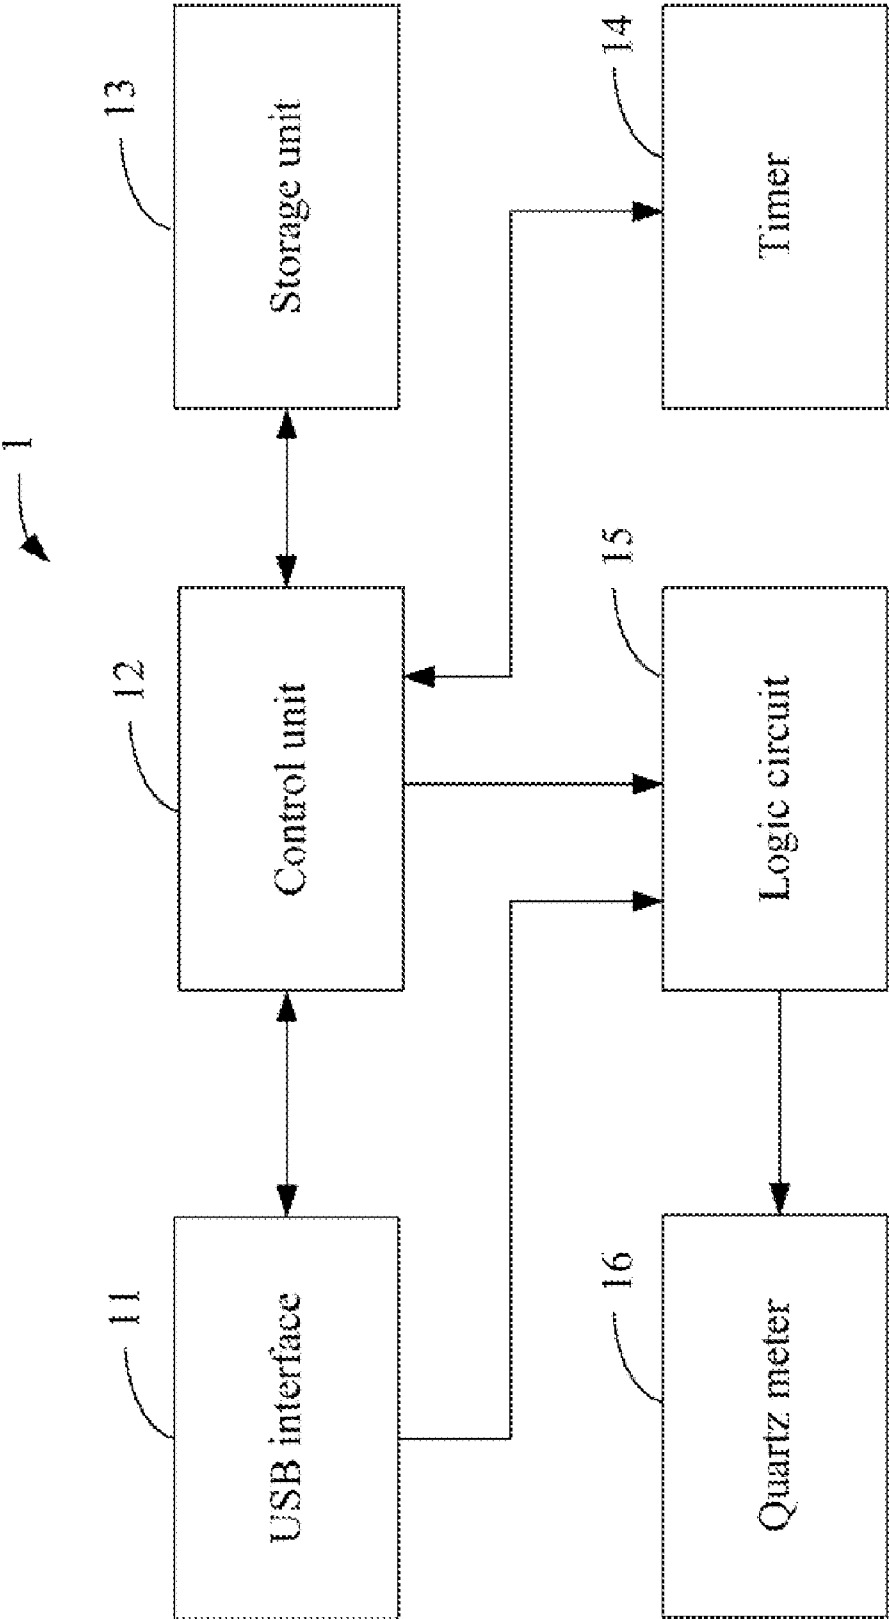 1
11
12
13
USB interface
Control unit
Storage unit
16
15
14
Quartz meter
Logic circuit
Timer